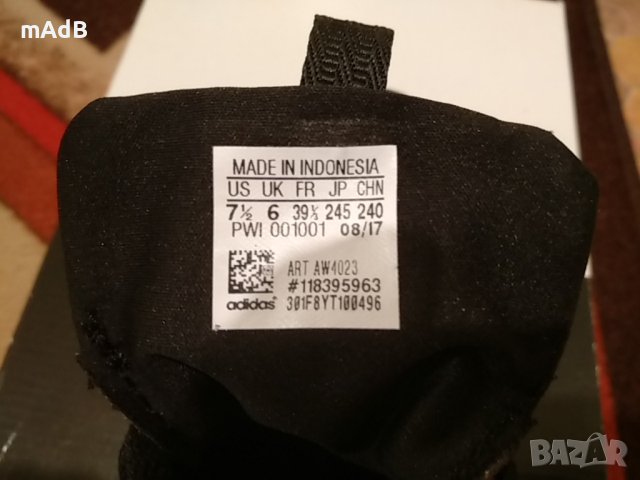 mAdB
MADE IN INDONESIA
US UK FR JP CHN
7½ 6 39⅓ 245 240
PWI 001001 08/17
ART AW4023
#118395963
adidas 301F8YT100496
BAZAR